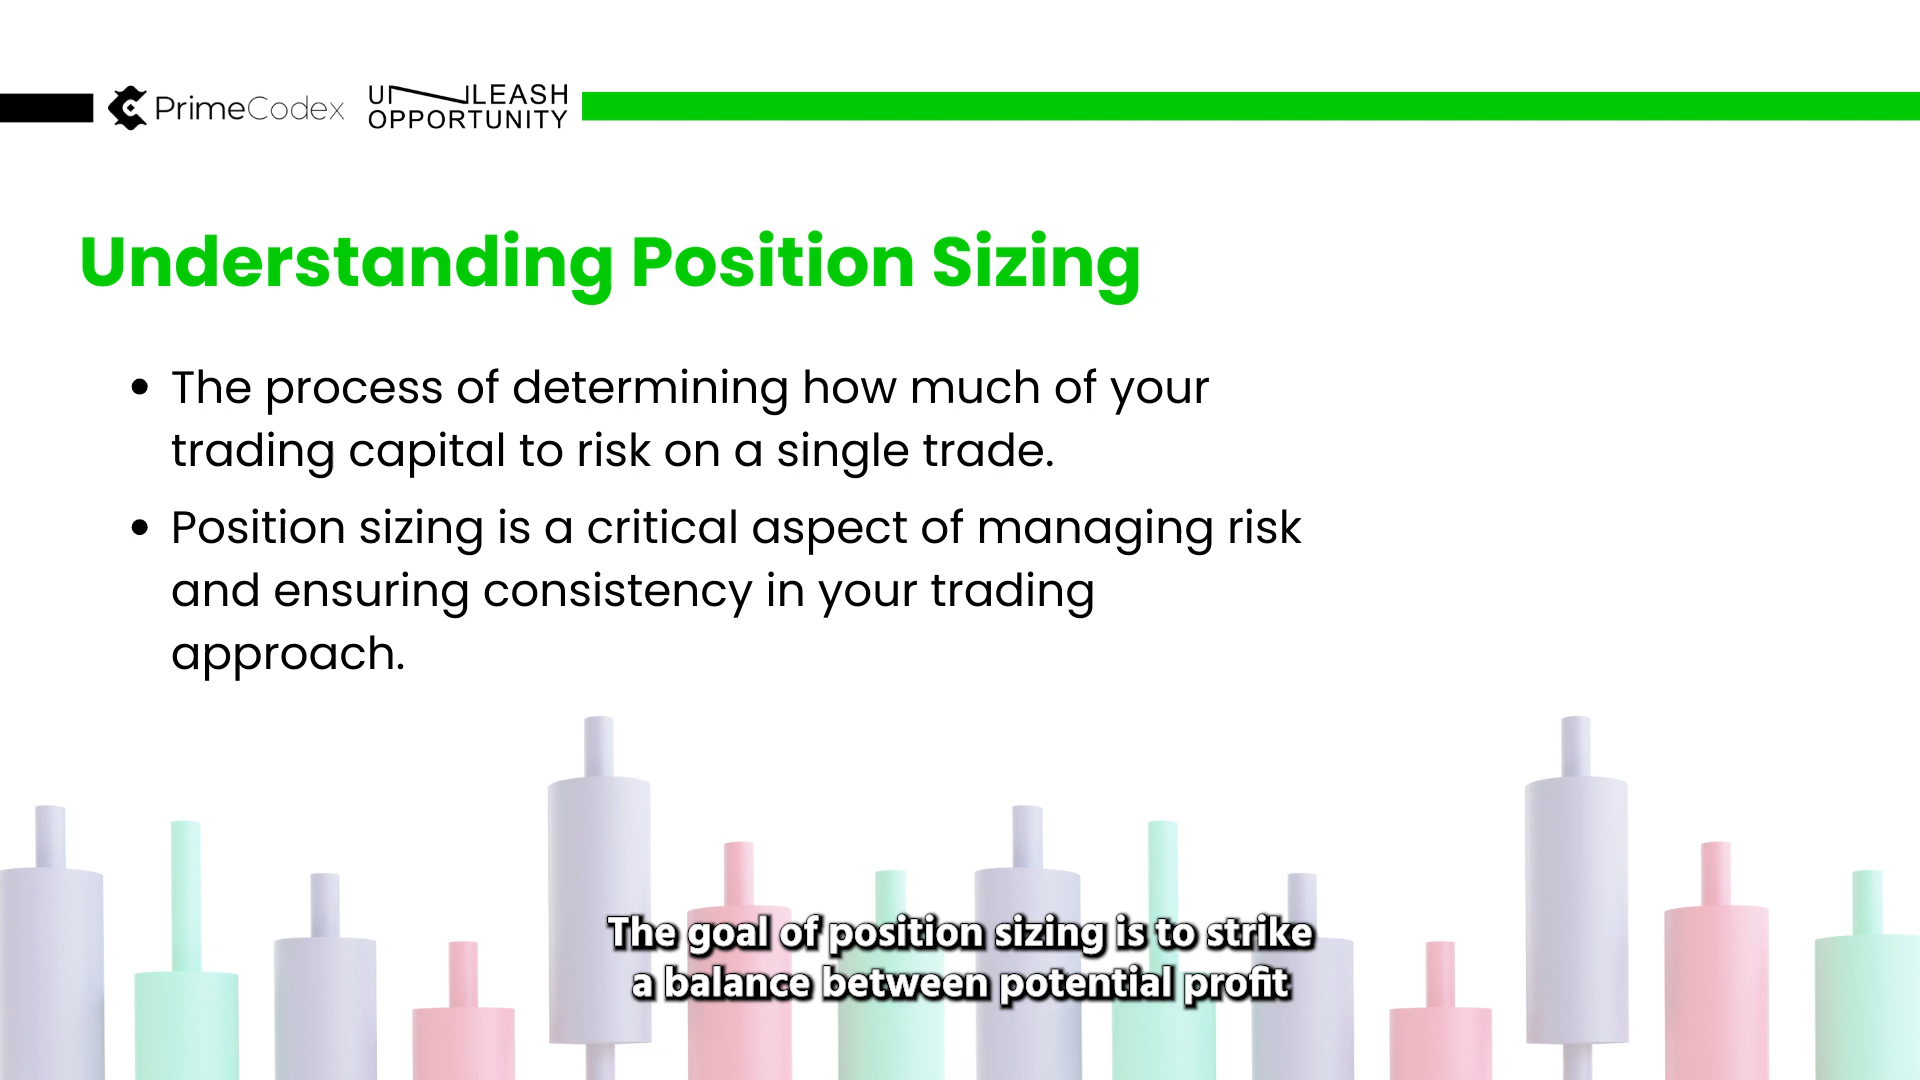 PrimeCodex
UNLEASH
OPPORTUNITY
Understanding Position Sizing
• The process of determining how much of your
trading capital to risk on a single trade.
• Position sizing is a critical aspect of managing risk
and ensuring consistency in your trading
approach.
The goal of position sizing is to strike
a balance between potential profit